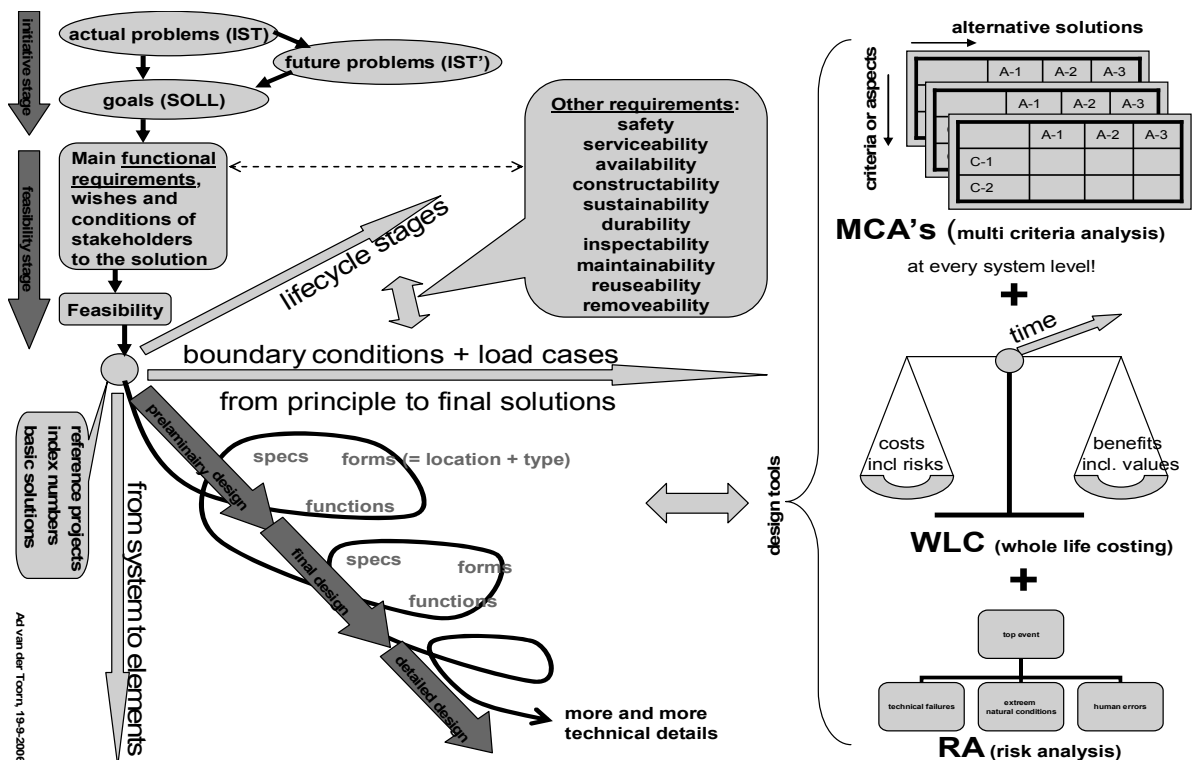 initiative stage
actual problems (IST)
future problems (IST')
goals (SOLL)
feasibility stage
Main functional
requirements,
wishes and
conditions of
stakeholders
to the solution
Feasibility
Other requirements:
safety
serviceability
availability
constructability
sustainability
durability
inspectability
maintainability
reuseability
removeability
lifecycle stages
boundary conditions + load cases
from principle to final solutions
reference projects
index numbers
basic solutions
from system to elements
prelaminairy design
specs
forms (= location + type)
functions
final design
specs
forms
functions
detailed design
more and more
technical details
Ad van der Toorn, 19-9-2006
design tools
alternative solutions
criteria or aspects
A-1
A-2
A-3
A-1
A-2
A-3
A-1
A-2
A-3
C-1
C-2
MCA's (multi criteria analysis)
at every system level!
+
time
costs
incl risks
benefits
incl. values
WLC (whole life costing)
+
top event
technical failures
extreem
natural conditions
human errors
RA (risk analysis)